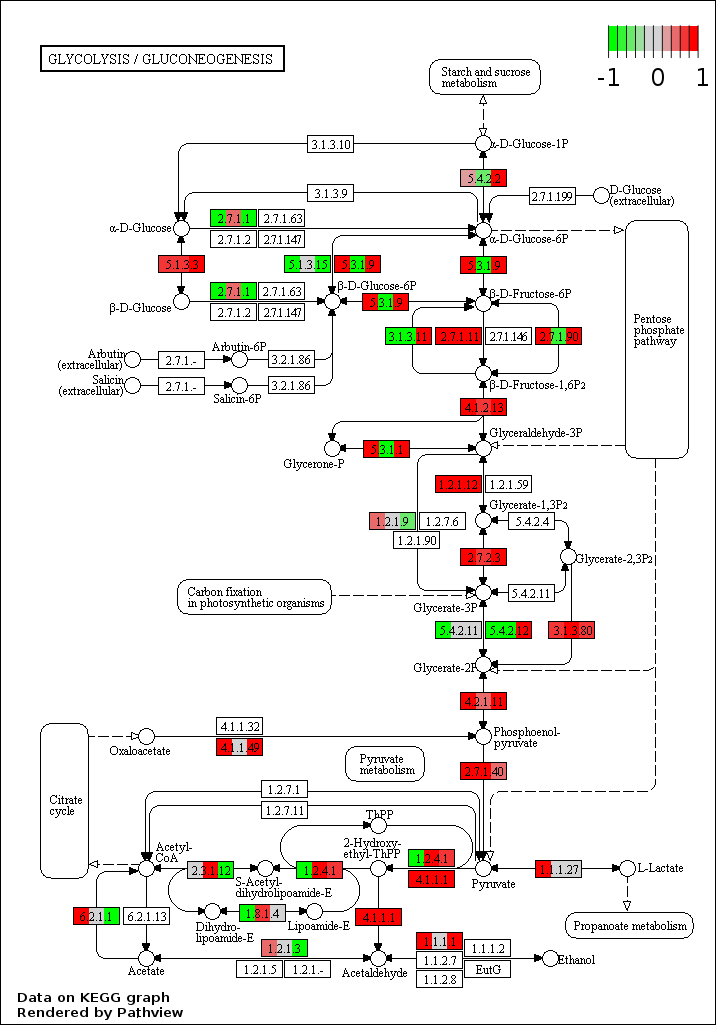 GLYCOLYSIS / GLUCONEOGENESIS
-1 0 1
Starch and sucrose
metabolism
3.1.3.10
α-D-Glucose-1P
5.4.2.2
3.1.3.9
2.7.1.199
D-Glucose
(extracellular)
2.7.1.1
2.7.1.63
α-D-Glucose
2.7.1.2
2.7.1.147
α-D-Glucose-6P
5.1.3.3
5.1.3.15
5.3.1.9
5.3.1.9
β-D-Glucose-6P
2.7.1.1
2.7.1.63
β-D-Glucose
2.7.1.2
2.7.1.147
5.3.1.9
β-D-Fructose-6P
Pentose
phosphate
pathway
3.1.3.11
2.7.1.11
2.7.1.146
2.7.1.90
Arbutin
(extracellular)
2.7.1.-
Arbutin-6P
3.2.1.86
Salicin
(extracellular)
2.7.1.-
Salicin-6P
3.2.1.86
β-D-Fructose-1,6P2
4.1.2.13
Glyceraldehyde-3P
5.3.1.1
Glycerone-P
1.2.1.12
1.2.1.59
Glycerate-1,3P2
1.2.1.9
1.2.7.6
5.4.2.4
1.2.1.90
2.7.2.3
Glycerate-2,3P2
Carbon fixation
in photosynthetic organisms
5.4.2.11
Glycerate-3P
5.4.2.11
5.4.2.12
3.1.3.80
Glycerate-2P
4.2.1.11
4.1.1.32
Oxaloacetate
4.1.1.49
Phosphoenol-
pyruvate
Pyruvate
metabolism
2.7.1.40
Citrate
cycle
1.2.7.1
1.2.7.11
ThPP
Acetyl-
CoA
2-Hydroxy-
ethyl-ThPP
2.3.1.12
S-Acetyl-
dihydrolipoamide-E
1.2.4.1
1.2.4.1
4.1.1.1
Pyruvate
1.1.1.27
L-Lactate
6.2.1.1
6.2.1.13
Dihydro-
lipoamide-E
1.8.1.4
Lipoamide-E
4.1.1.1
Propanoate metabolism
Acetate
1.2.1.3
1.2.1.5
1.2.1.-
Acetaldehyde
1.1.1.1
1.1.1.2
1.1.2.7
EutG
1.1.2.8
Ethanol
Data on KEGG graph
Rendered by Pathview